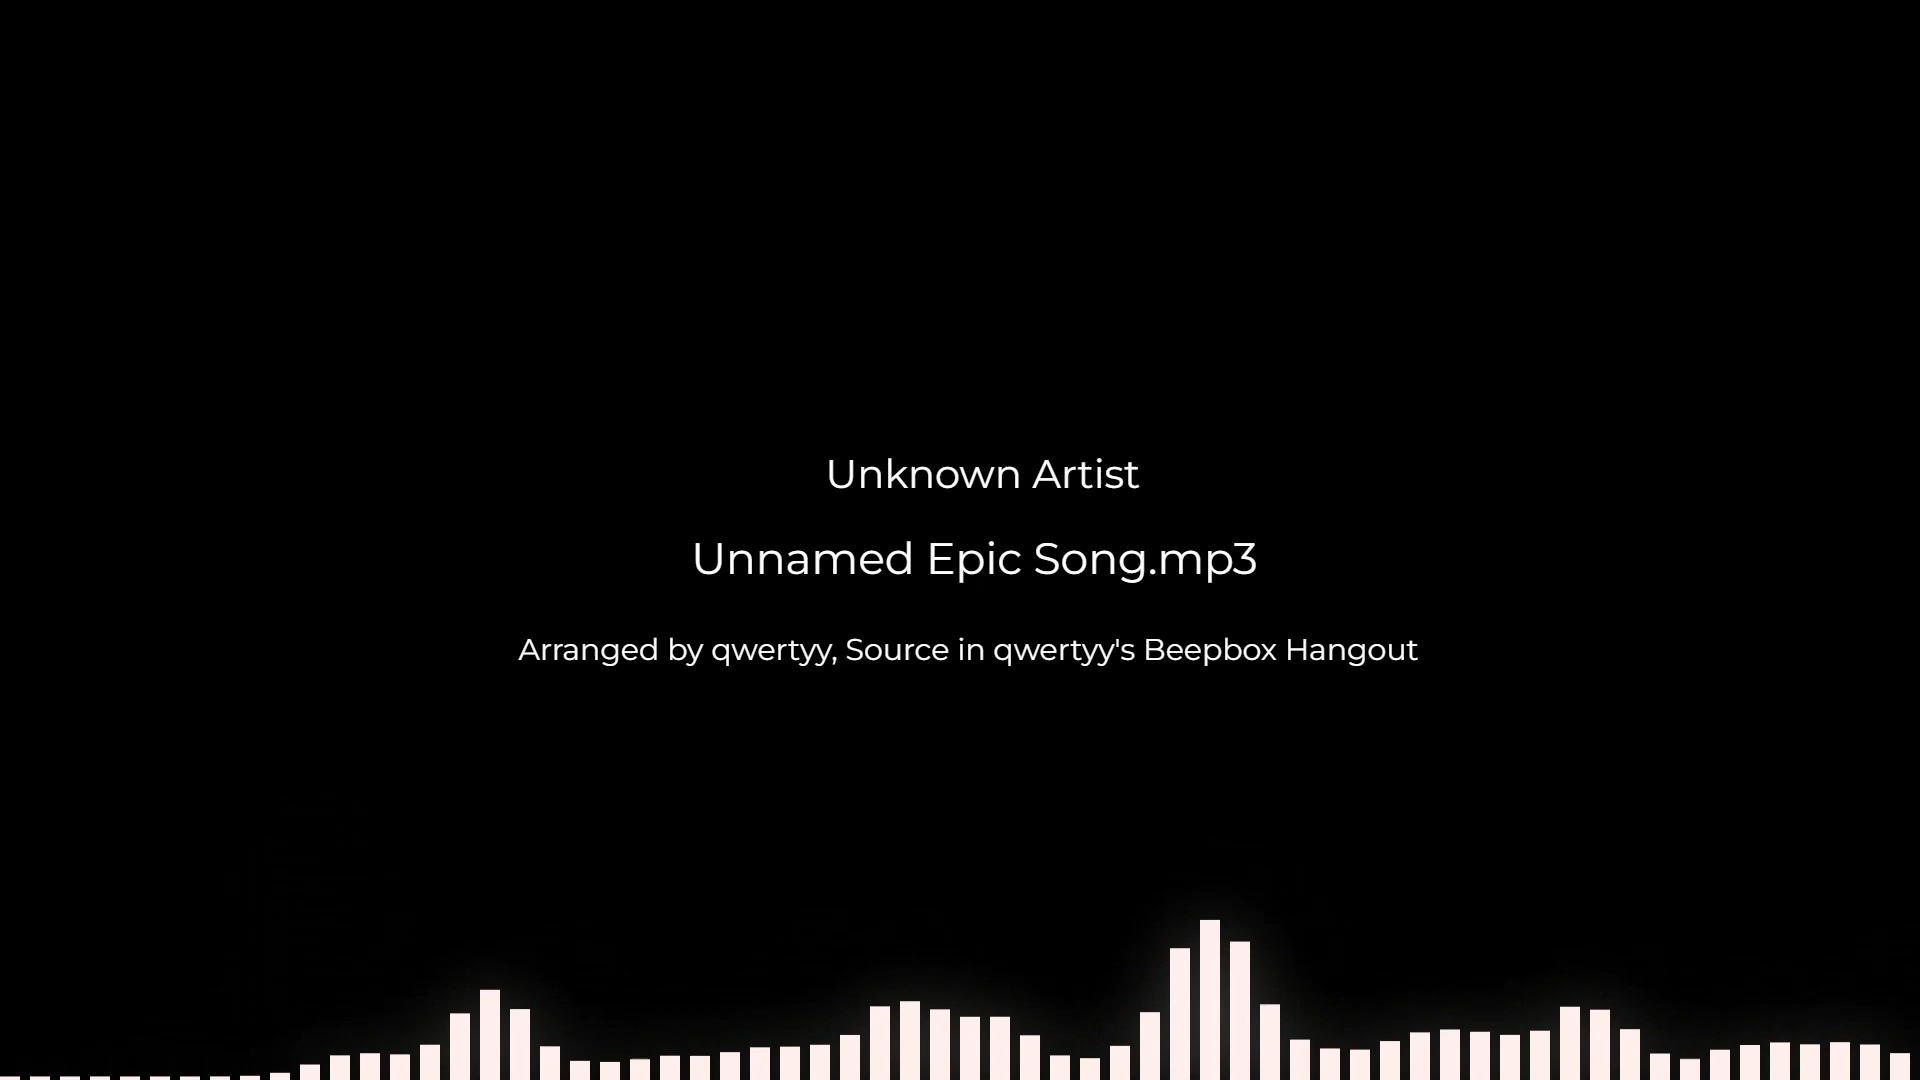 Unknown Artist
Unnamed Epic Song.mp3
Arranged by qwertyy, Source in qwertyy's Beepbox Hangout